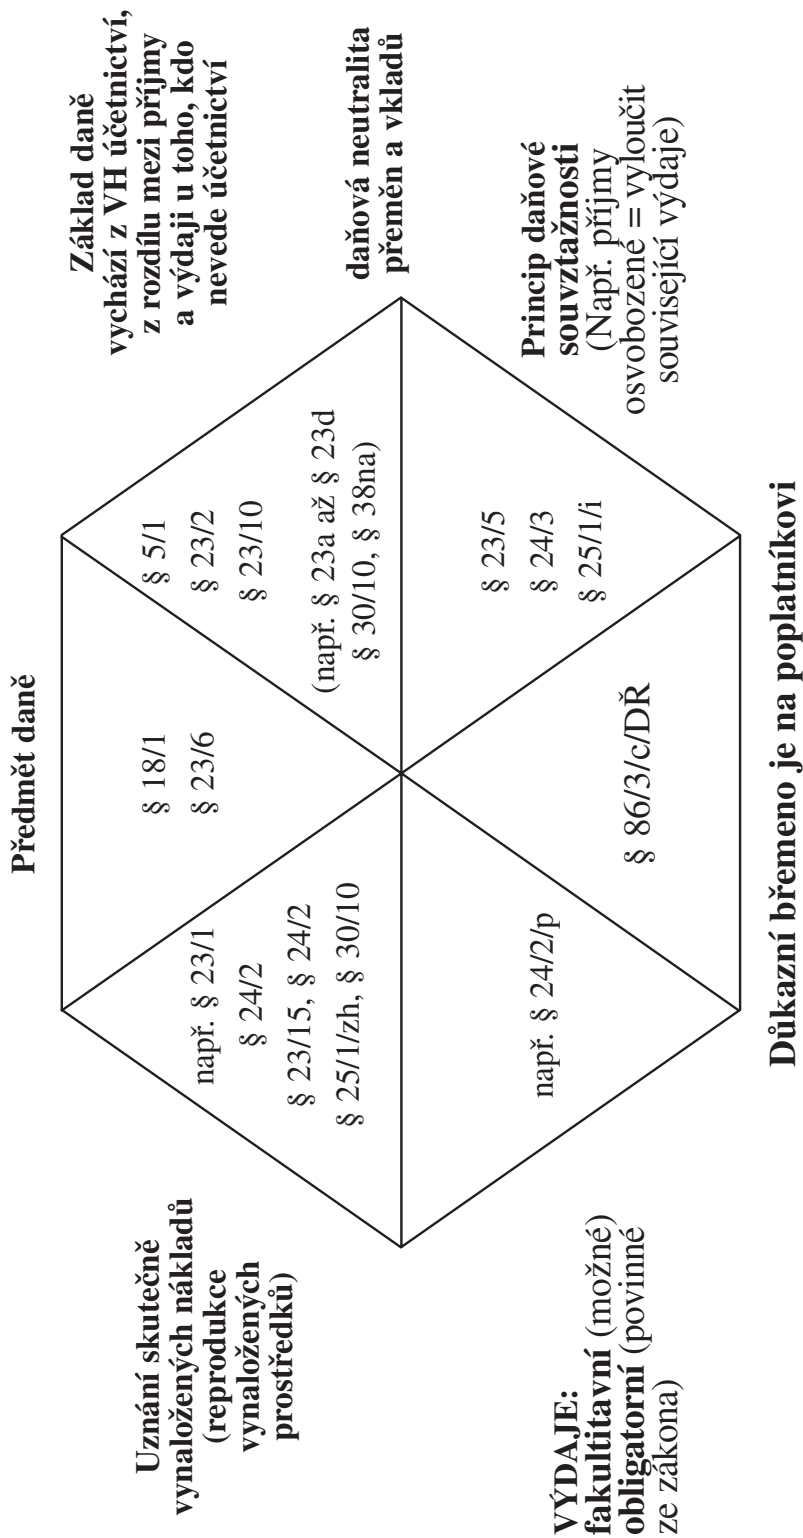 Předmět daně
Uznání skutečně
vynaložených nákladů
(reprodukce
vynaložených
prostředků)
např. § 23/1
§ 24/2
§ 23/15, § 24/2
§ 25/1/zh, § 30/10
§ 18/1
§ 23/6
§ 5/1
§ 23/2
§ 23/10
(např. § 23a až § 23d
§ 30/10, § 38na)
Základ daně
vychází z VH účetnictví,
z rozdílu mezi příjmy
a výdaji u toho, kdo
nevede účetnictví
daňová neutralita
přeměn a vkladů
VÝDAJE:
fakultitavní (možné)
obligatorní (povinné
ze zákona)
např. § 24/2/p
§ 86/3/c/DŘ
§ 23/5
§ 24/3
§ 25/1/i
Princip daňové
souvztažnosti
(Např. příjmy
osvobozené = vyloučit
související výdaje)
Důkazní břemeno je na poplatníkovi